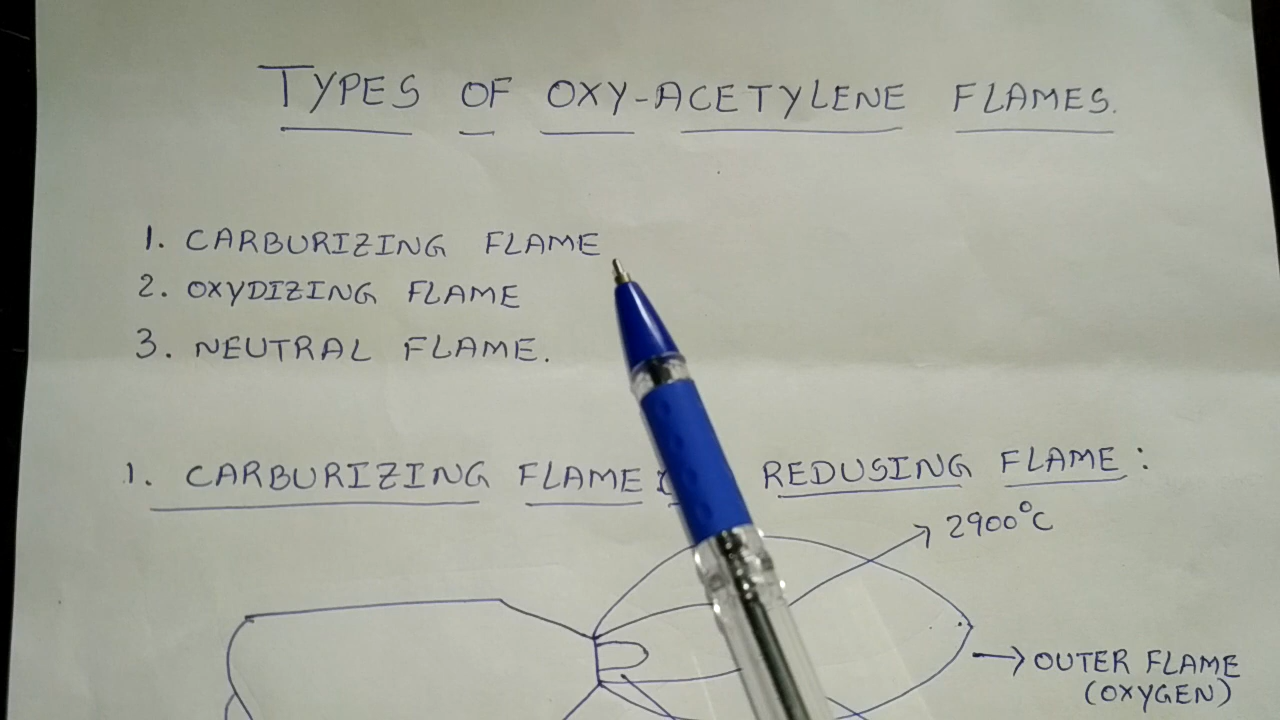 TYPES OF OXY-ACETYLENE FLAMES.
1. CARBURIZING FLAME
2. OXYDIZING FLAME
3. NEUTRAL FLAME.
1. CARBURIZING FLAME REDUSING FLAME:
2900°C
OUTER FLAME
(OXYGEN)